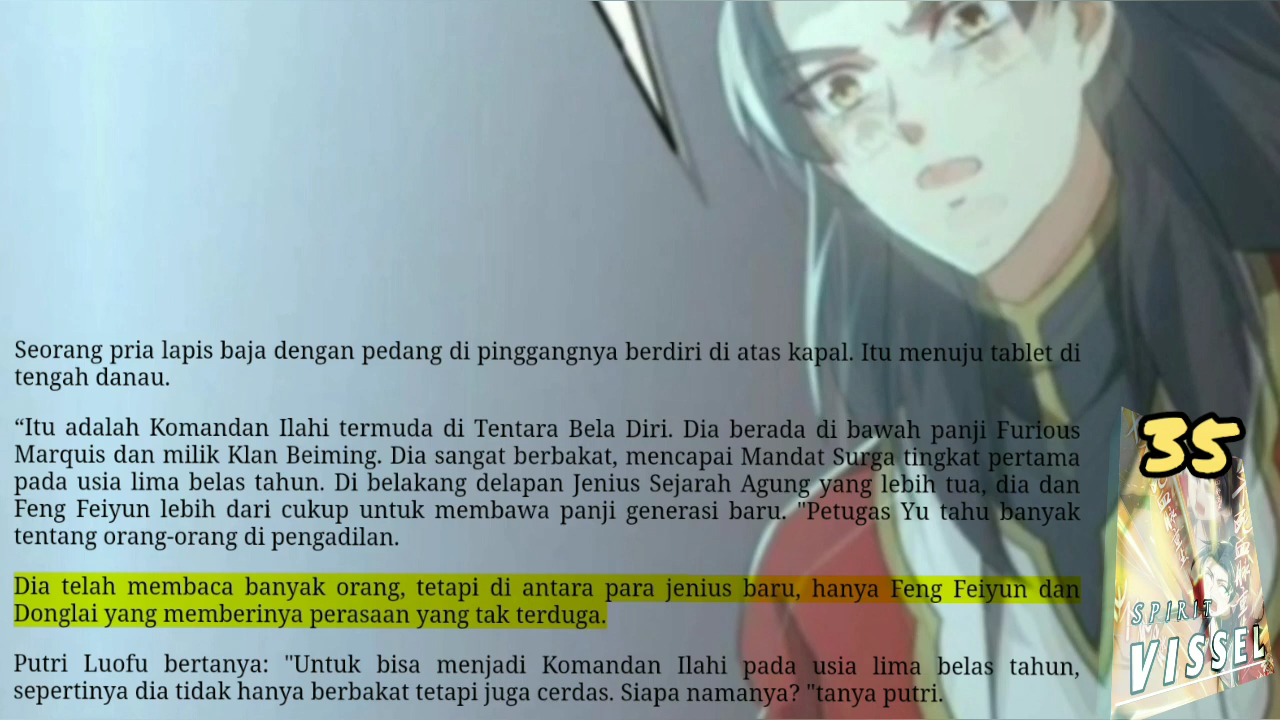 Seorang pria lapis baja dengan pedang di pinggangnya berdiri di atas kapal. Itu menuju tablet di
tengah danau.
“Itu adalah Komandan Ilahi termuda di Tentara Bela Diri. Dia berada di bawah panji Furious
Marquis dan milik Klan Beiming. Dia sangat berbakat, mencapai Mandat Surga tingkat pertama
pada usia lima belas tahun. Di belakang delapan Jenius Sejarah Agung yang lebih tua, dia dan
Feng Feiyun lebih dari cukup untuk membawa panji generasi baru. "Petugas Yu tahu banyak
tentang orang-orang di pengadilan.
Dia telah membaca banyak orang, tetapi di antara para jenius baru, hanya Feng Feiyun dan
Donglai yang memberinya perasaan yang tak terduga.
Putri Luofu bertanya: "Untuk bisa menjadi Komandan Ilahi pada usia lima belas tahun,
sepertinya dia tidak hanya berbakat tetapi juga cerdas. Siapa namanya? "tanya putri.
35
SPIRIT
VISSEL